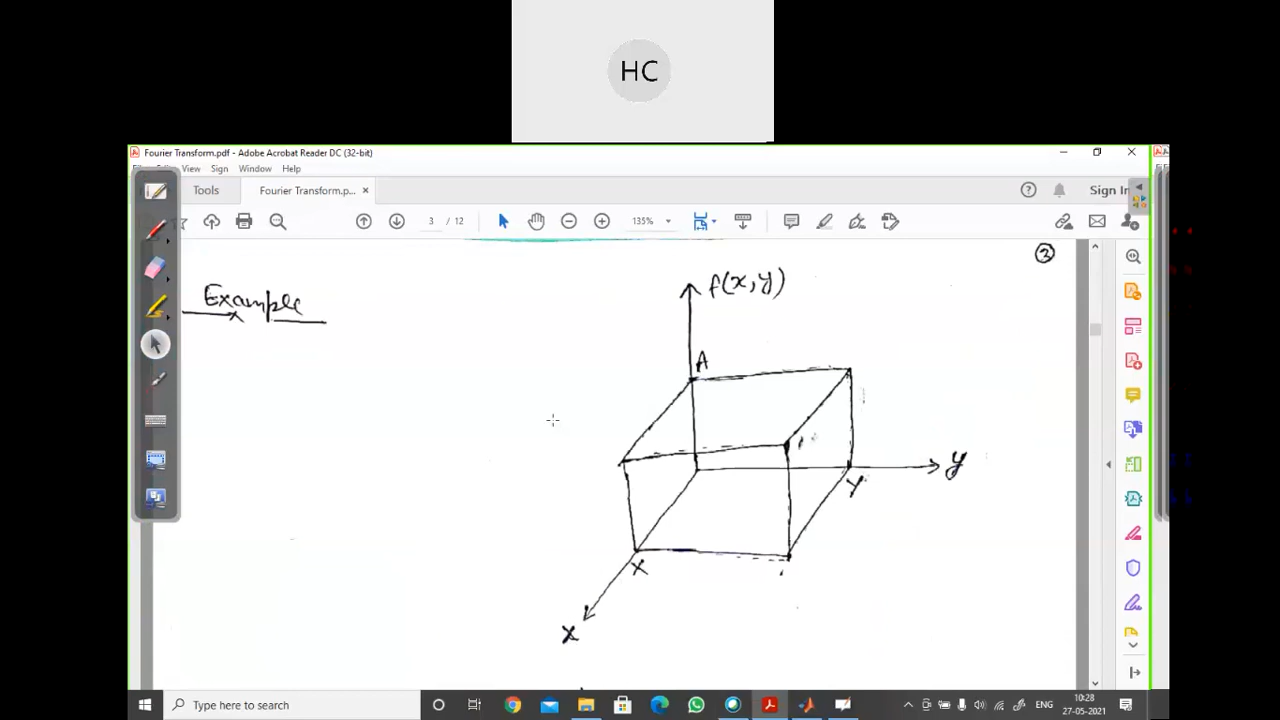 HC
Fourier Transform.pdf - Adobe Acrobat Reader DC (32-bit)
View Sign Window Help
Tools
Fourier Transform.p...
3 / 12
135%
Sign In
3
Example
f(x,y)
A
y
Y
X
x
Type here to search
ENG
10:28
27-05-2021